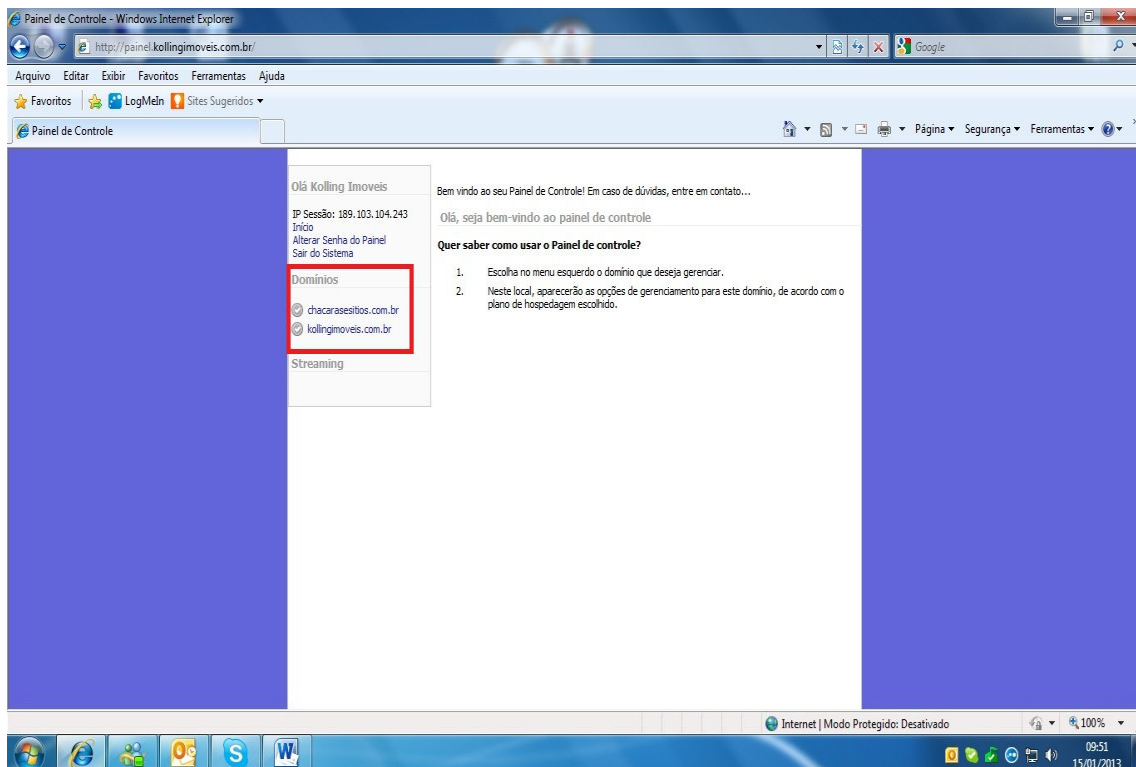 Painel de Controle - Windows Internet Explorer
http://painel.kollingimoveis.com.br/
Google
Arquivo Editar Exibir Favoritos Ferramentas Ajuda
Favoritos LogMeIn Sites Sugeridos
Painel de Controle
Página Segurança Ferramentas
Olá Kolling Imoveis
IP Sessão: 189.103.104.243
Início
Alterar Senha do Painel
Sair do Sistema
Domínios
chacarasesitios.com.br
kollingimoveis.com.br
Streaming
Bem vindo ao seu Painel de Controle! Em caso de dúvidas, entre em contato...
Olá, seja bem-vindo ao painel de controle
Quer saber como usar o Painel de controle?
1. Escolha no menu esquerdo o domínio que deseja gerenciar.
2. Neste local, aparecerão as opções de gerenciamento para este domínio, de acordo com o
plano de hospedagem escolhido.
Internet | Modo Protegido: Desativado
100%
09:51
15/01/2013